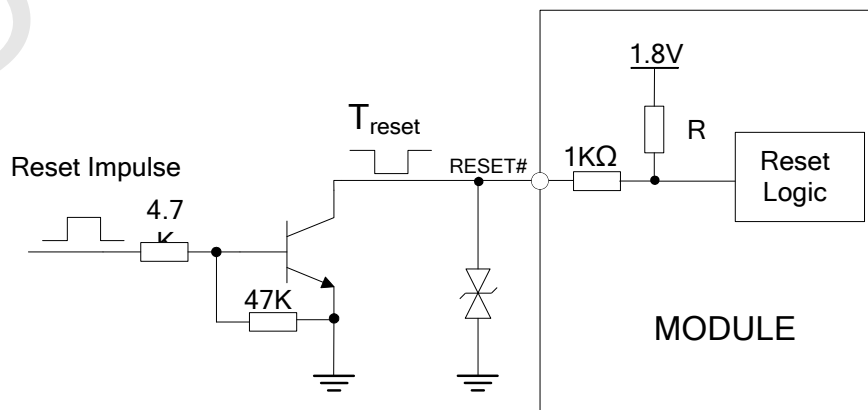 1.8V
T reset
R
RESET#
1KΩ
Reset
Logic
Reset Impulse
4.7
K
47K
MODULE